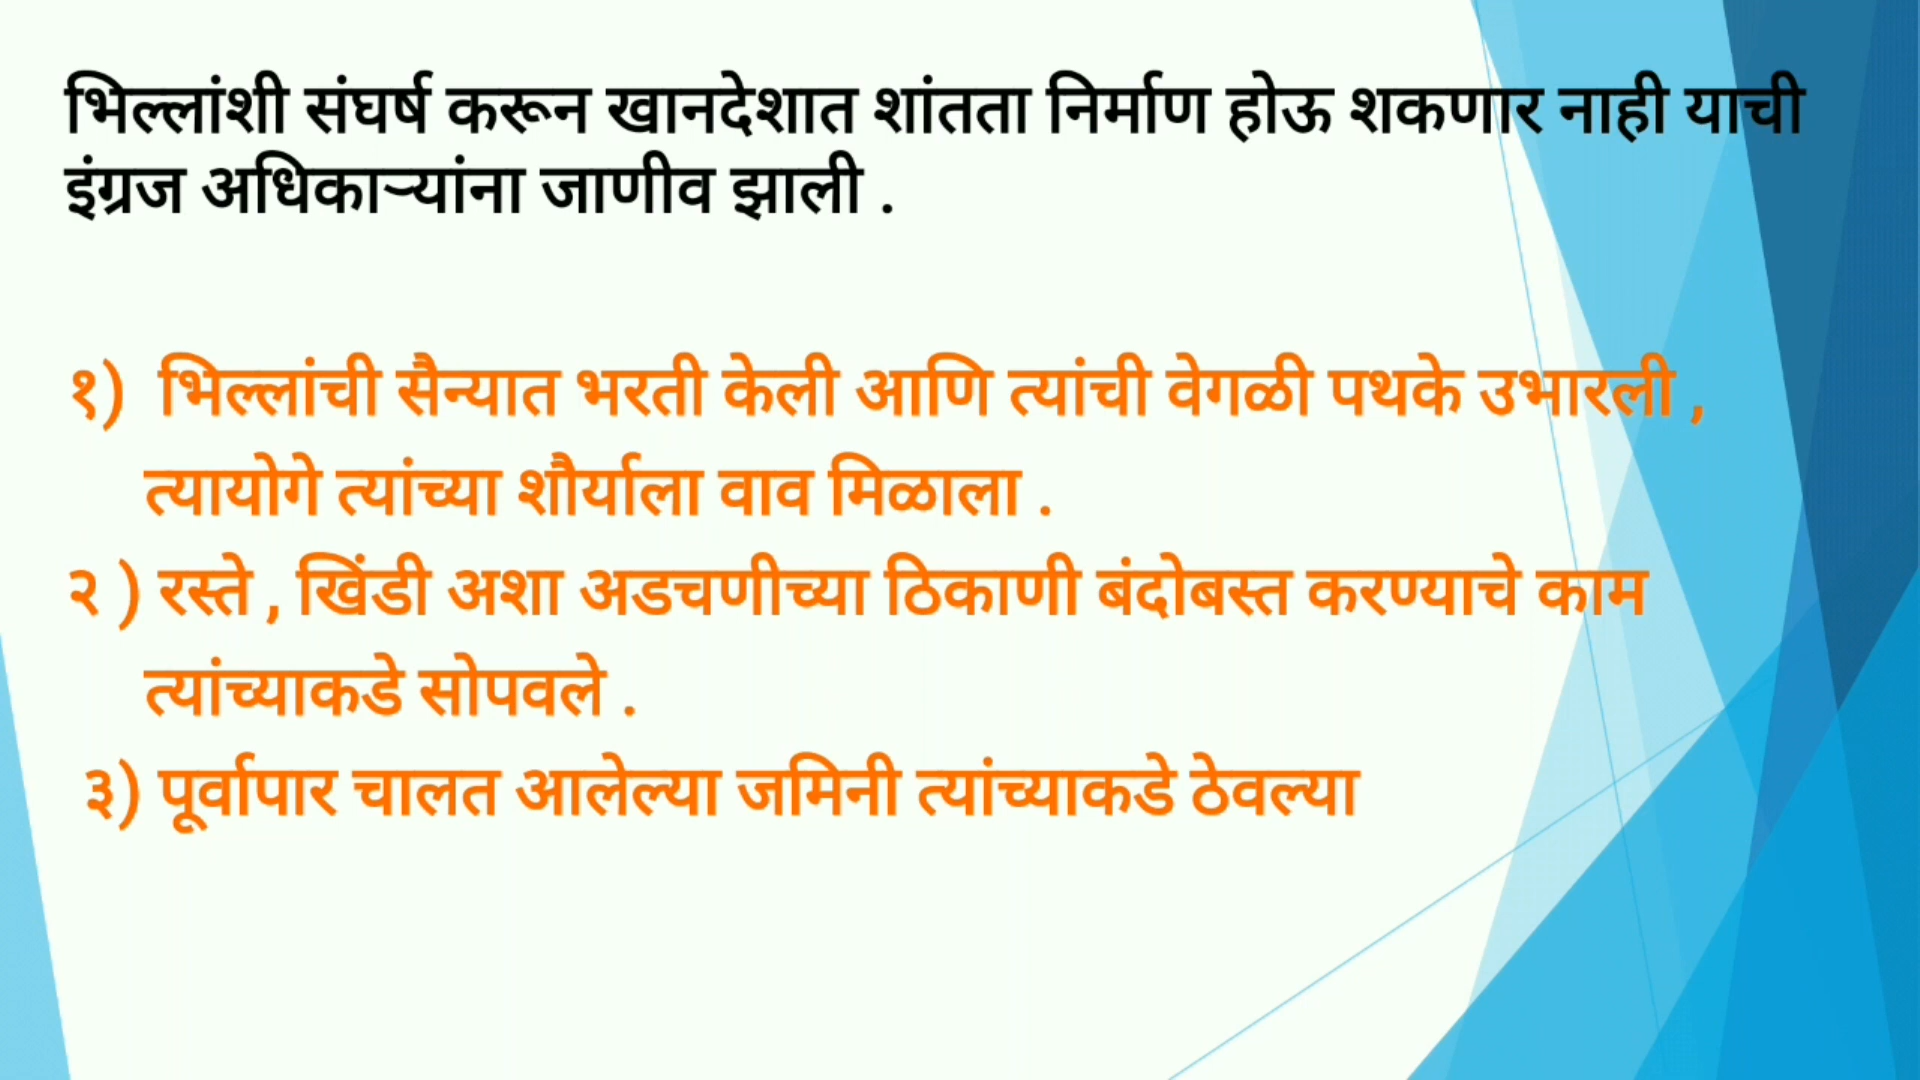 भिल्लांशी संघर्ष करून खानदेशात शांतता निर्माण होऊ शकणार नाही याची
इंग्रज अधिकाऱ्यांना जाणीव झाली .
१) भिल्लांची सैन्यात भरती केली आणि त्यांची वेगळी पथके उभारली ,
त्यायोगे त्यांच्या शौर्याला वाव मिळाला .
२ ) रस्ते , खिंडी अशा अडचणीच्या ठिकाणी बंदोबस्त करण्याचे काम
त्यांच्याकडे सोपवले .
३) पूर्वापार चालत आलेल्या जमिनी त्यांच्याकडे ठेवल्या